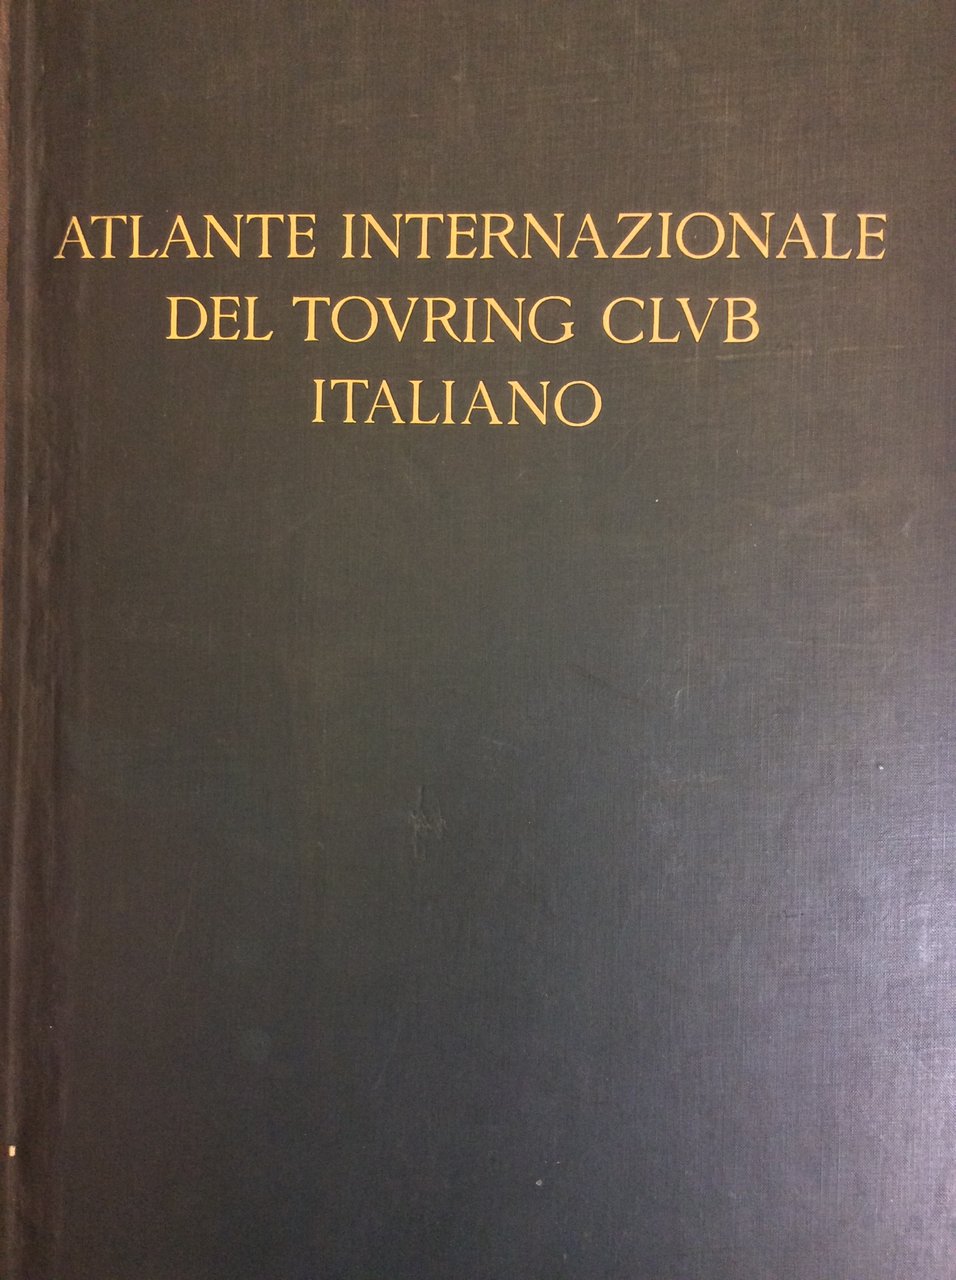 ATLANTE INTERNAZIONALE
DEL TOVRING CLVB
ITALIANO